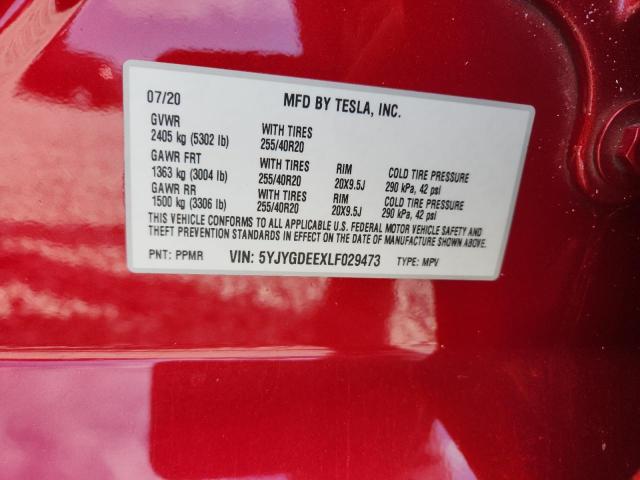 07/20 MFD BY TESLA, INC.
GVWR
2405 kg (5302 lb) WITH TIRES 255/40R20
GAWR FRT
1363 kg (3004 lb) WITH TIRES 255/40R20 RIM 20X9.5J COLD TIRE PRESSURE 290 kPa, 42 psi
GAWR RR
1500 kg (3306 lb) WITH TIRES 255/40R20 RIM 20X9.5J COLD TIRE PRESSURE 290 kPa, 42 psi
THIS VEHICLE CONFORMS TO ALL APPLICABLE U.S. FEDERAL MOTOR VEHICLE SAFETY AND
THEFT PREVENTION STANDARDS IN EFFECT ON THE DATE OF MANUFACTURE SHOWN ABOVE.
PNT: PPMR VIN: 5YJYGDEEXLF029473 TYPE: MPV